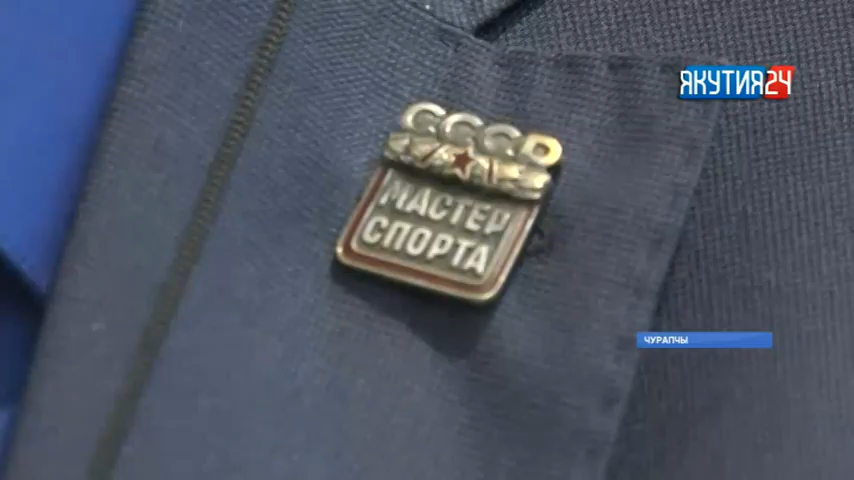 ЯКУТИЯ24
СССР
МАСТЕР
СПОРТА
ЧУРАПЧЫ